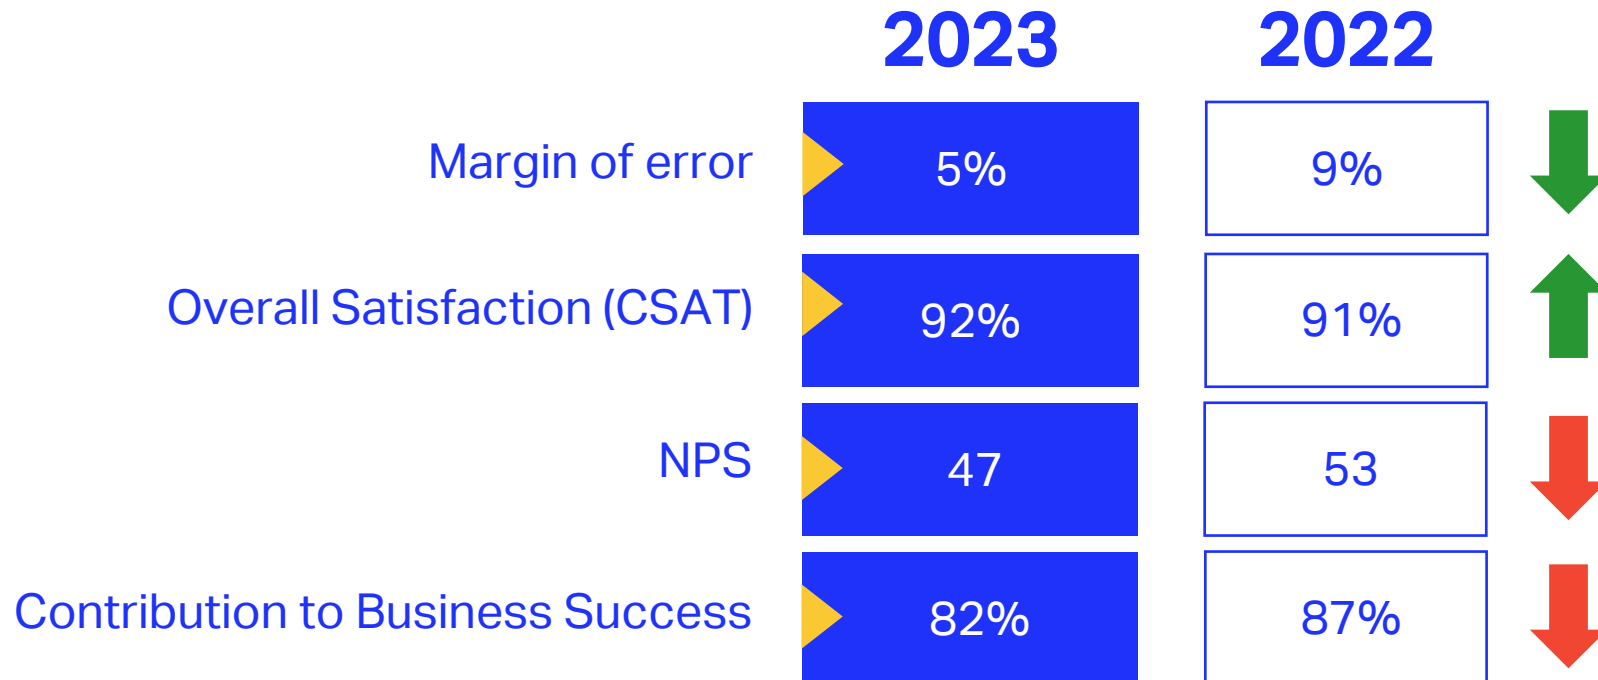 2023 2022
Margin of error 5% 9%
Overall Satisfaction (CSAT) 92% 91%
NPS 47 53
Contribution to Business Success 82% 87%